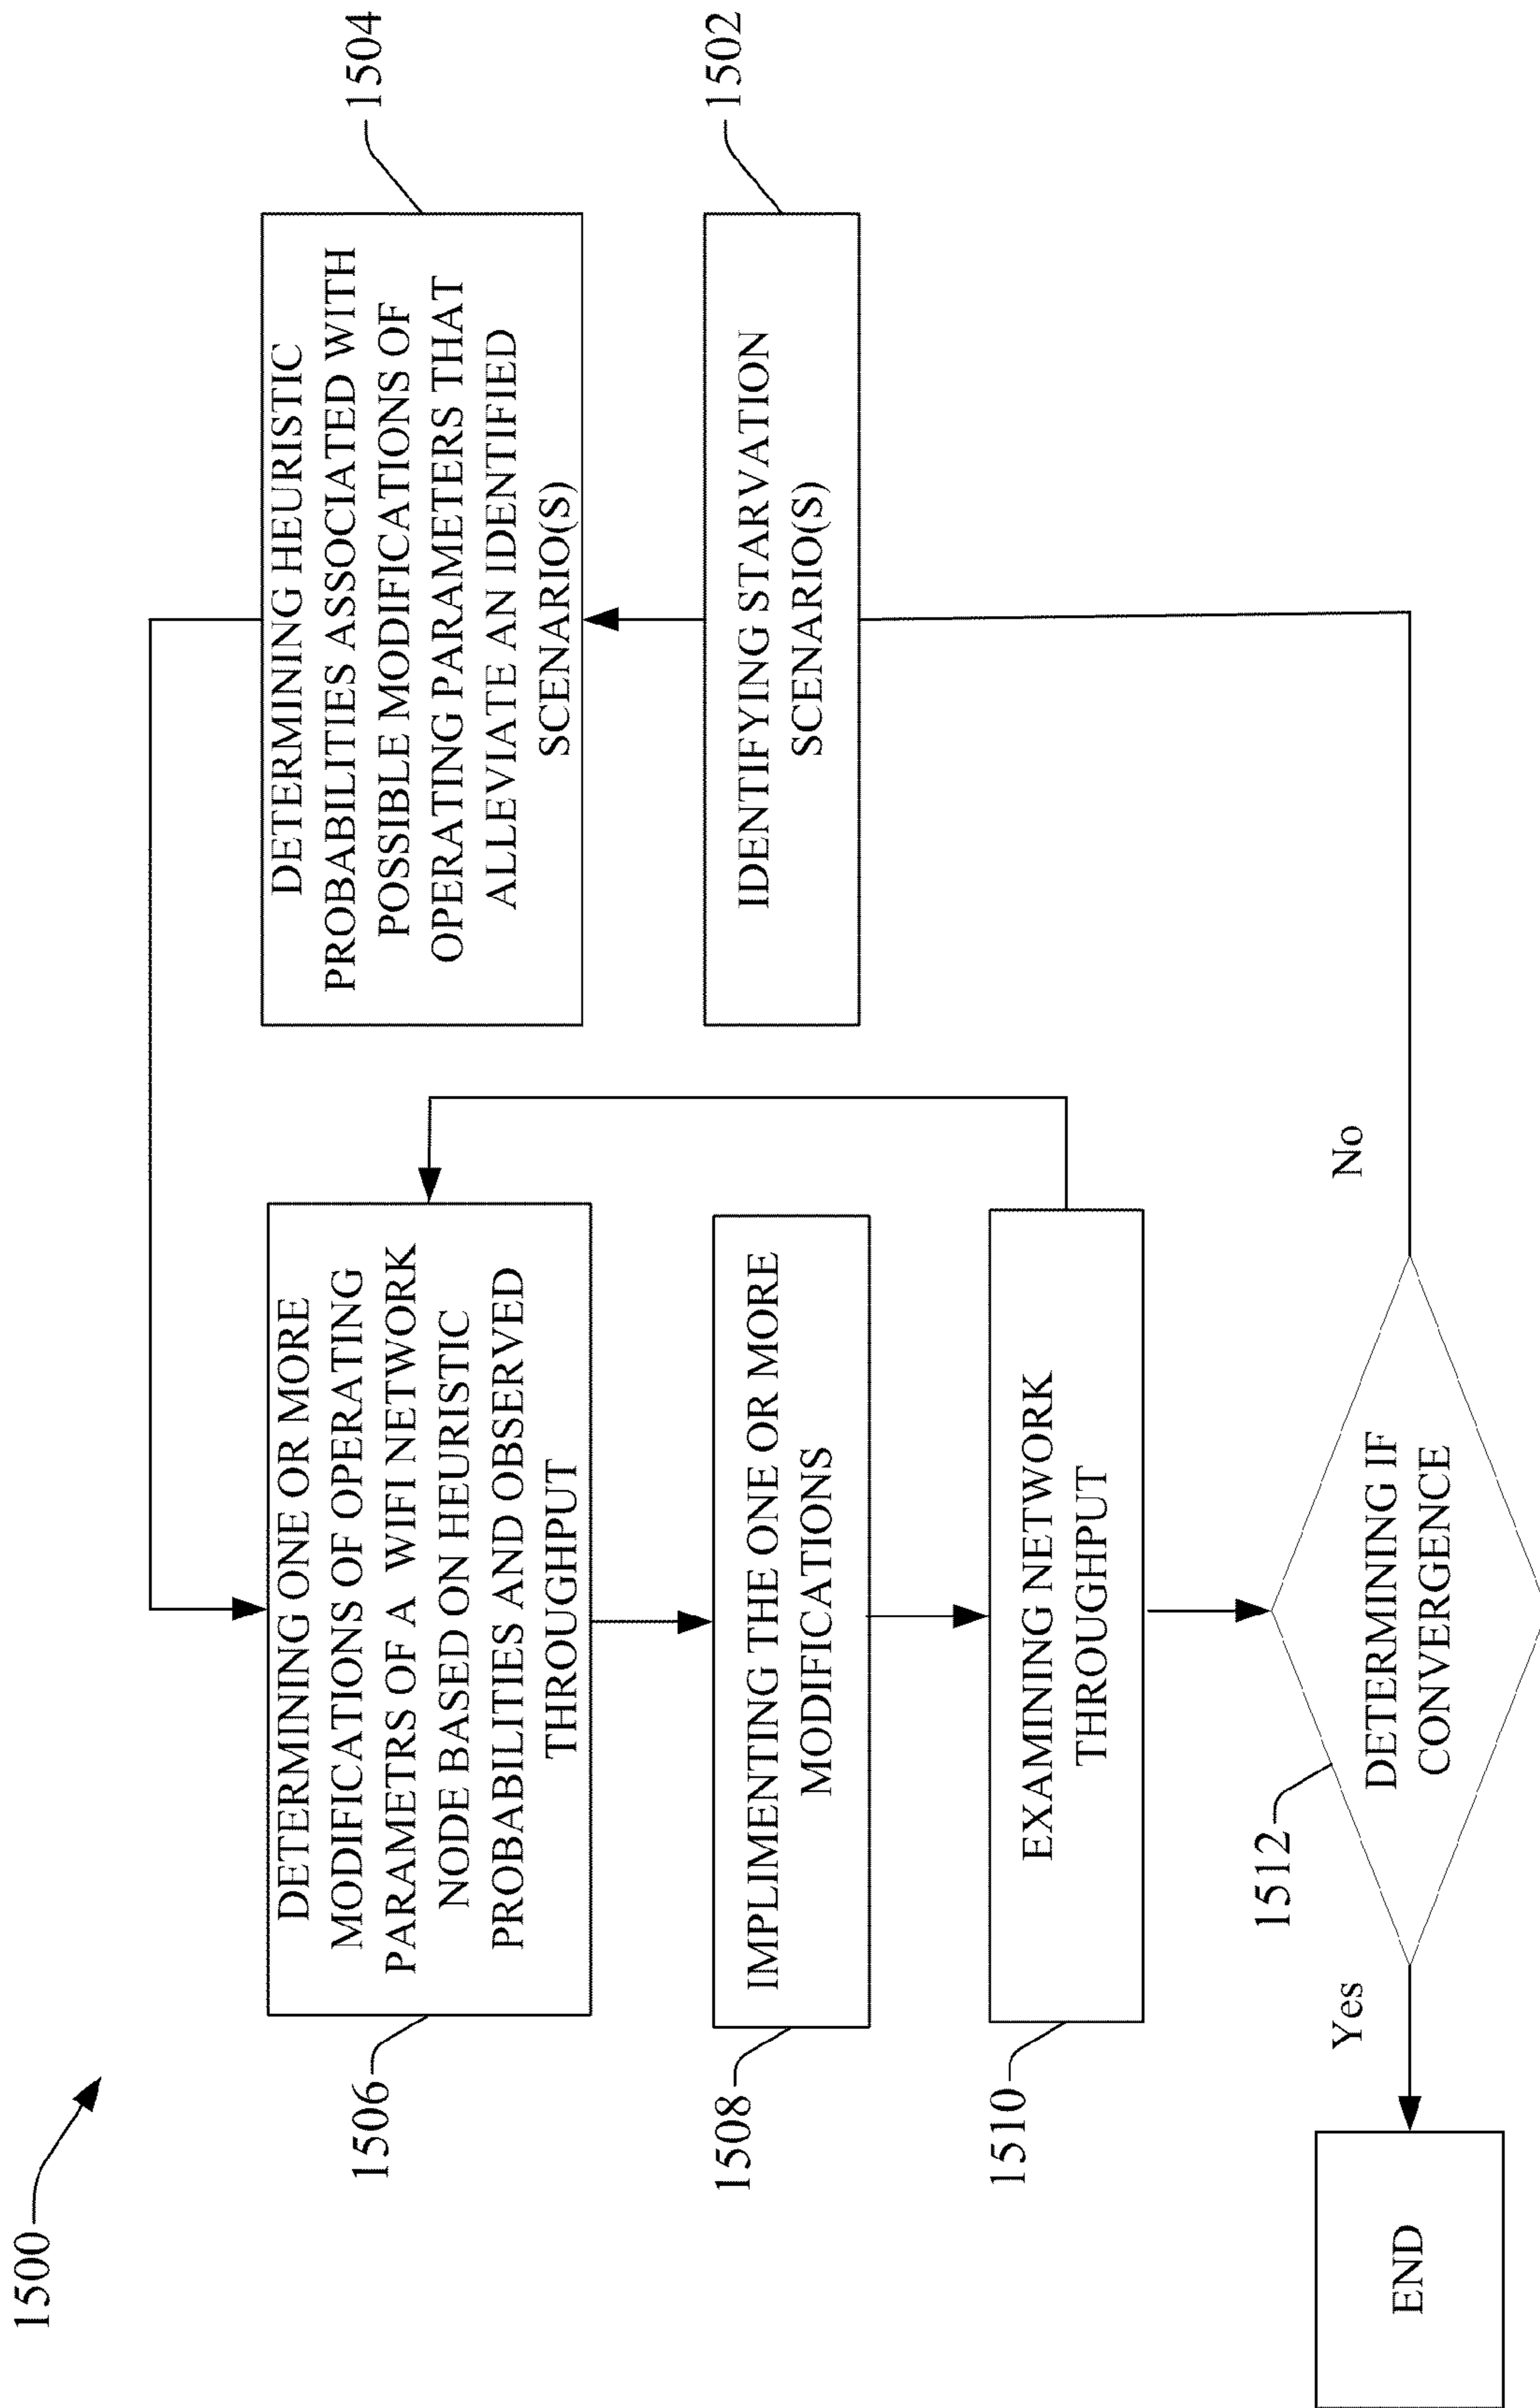 1500
1506
DETERMINING ONE OR MORE
MODIFICATIONS OF OPERATING
PARAMETRS OF A WIFI NETWORK
NODE BASED ON HEURISTIC
PROBABILITIES AND OBSERVED
THROUGHPUT
1508
IMPLIMENTING THE ONE OR MORE
MODIFICATIONS
1510
EXAMINING NETWORK
THROUGHPUT
1512
DETERMINING IF
CONVERGENCE
Yes
No
END
1504
DETERMINING HEURISTIC
PROBABILITIES ASSOCIATED WITH
POSSIBLE MODIFICATIONS OF
OPERATING PARAMETERS THAT
ALLEVIATE AN IDENTIFIED
SCENARIO(S)
1502
IDENTIFYING STARVATION
SCENARIO(S)